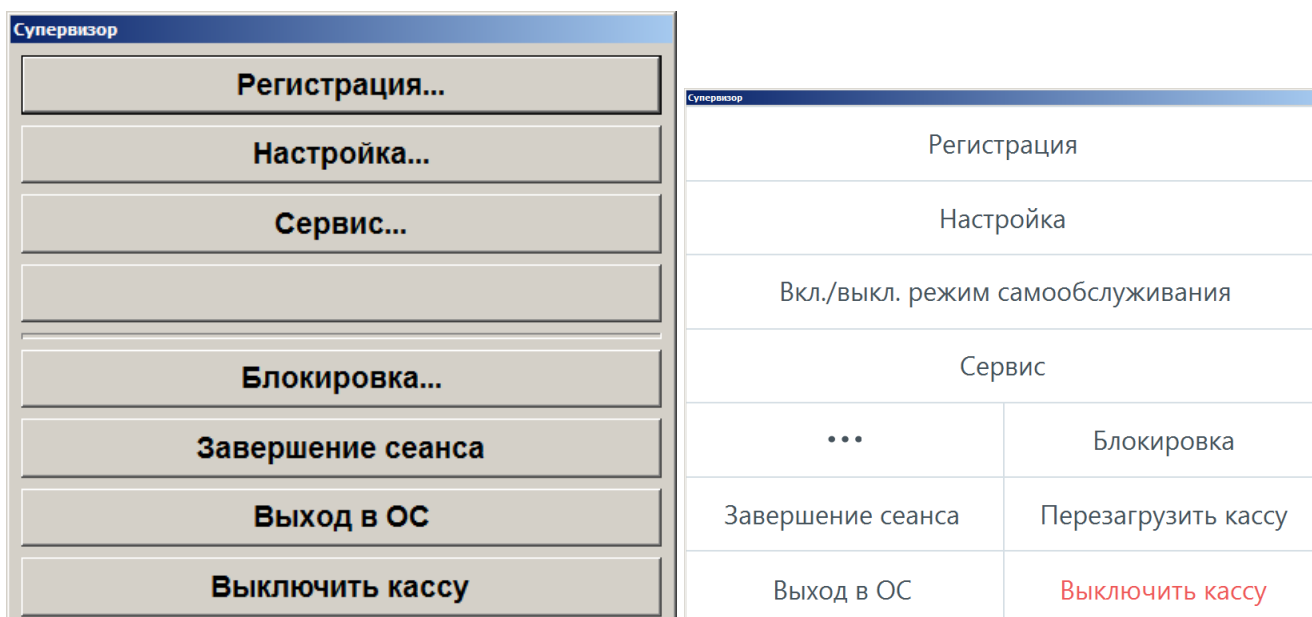 Супервизор
Регистрация...
Настройка...
Сервис...
Блокировка...
Завершение сеанса
Выход в ОС
Выключить кассу
Супервизор
Регистрация
Настройка
Вкл./выкл. режим самообслуживания
Сервис
••• Блокировка
Завершение сеанса Перезагрузить кассу
Выход в ОС Выключить кассу